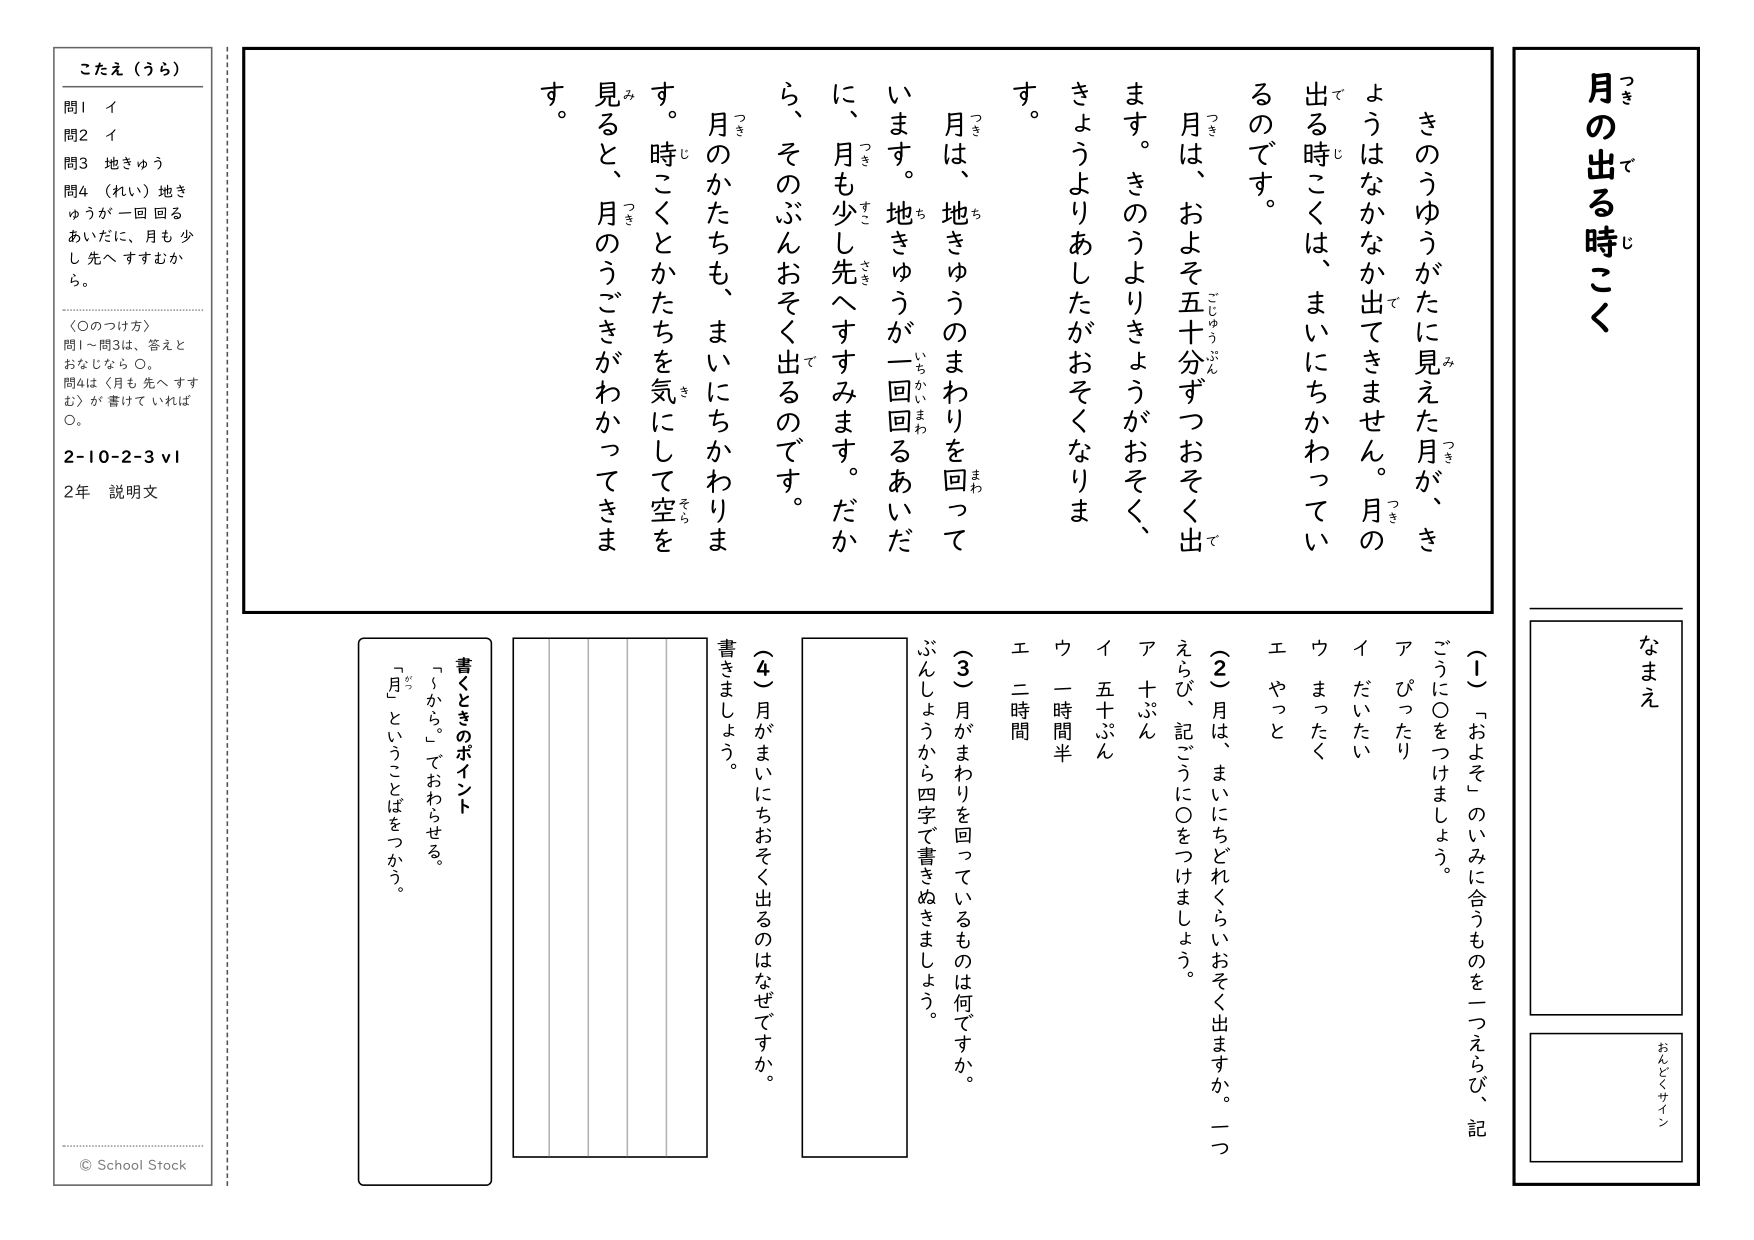 月の出る時こく
なまえ
おんどくサイン
きのうゆうがたに見えた月が、き
ょうはなかなか出てきません。月の
出る時こくは、まいにちかわってい
るのです。
月は、およそ五十分ずつおそく出
ます。きのうよりきょうがおそく、
きょうよりあしたがおそくなりま
す。
月は、地きゅうのまわりを回って
います。地きゅうが一回回るあいだ
に、月も少し先へすすみます。だか
ら、そのぶんおそく出るのです。
月のかたちも、まいにちかわりま
す。時こくとかたちを気にして空を
見ると、月のうごきがわかってきま
す。
(1)「およそ」のいみに合うものを一つえらび、記
ごうに〇をつけましょう。
ア ぴったり
イ だいたい
ウ まったく
エ やっと
(2)月は、まいにちどれくらいおそく出ますか。一つ
えらび、記ごうに〇をつけましょう。
ア 十ぷん
イ 五十ぷん
ウ 一時間半
エ 二時間
(3)月がまわりを回っているものは何ですか。
ぶんしょうから四字で書きぬきましょう。
(4)月がまいにちおそく出るのはなぜですか。
書きましょう。
書くときのポイント
「〜から。」でおわらせる。
「月」ということばをつかう。
こたえ(うら)
問1 イ
問2 イ
問3 地きゅう
問4 (れい)地き
ゅうが 一回 回る
あいだに、月も 少
し 先へ すすむか
ら。
〈〇のつけ方〉
問1〜問3は、答えと
おなじなら 〇。
問4は〈月も 先へ すす
む〉が 書けて いれば
〇。
2-10-2-3 v1
2年 説明文
© School Stock